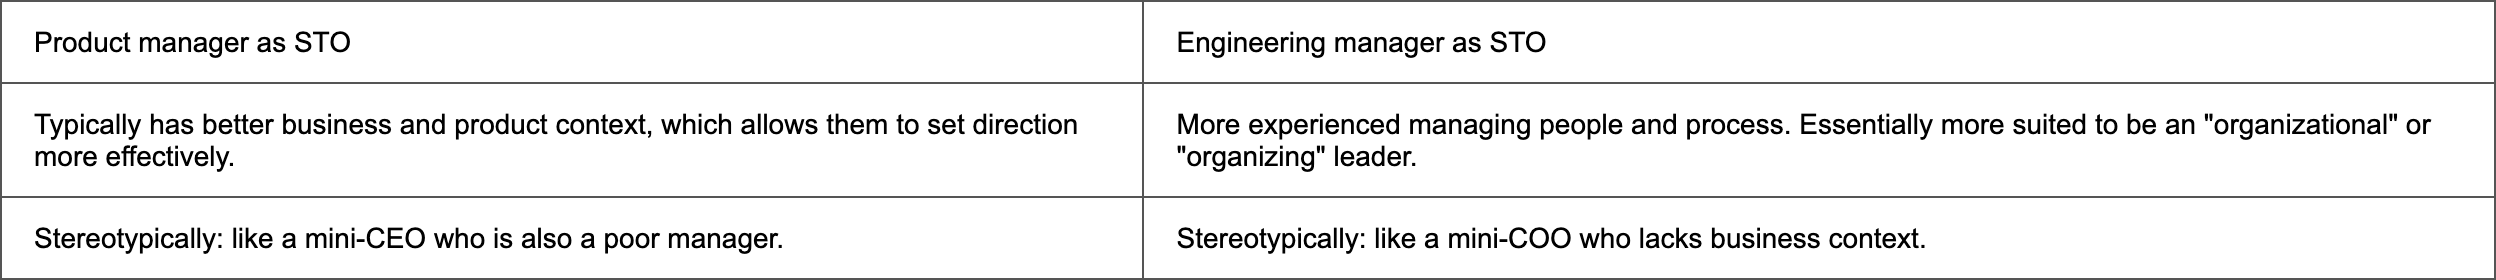 Product manager as STO
Engineering manager as STO
Typically has better business and product context, which allows them to set direction
more effectively.
More experienced managing people and process. Essentially more suited to be an "organizational" or
"organizing" leader.
Stereotypically: like a mini-CEO who is also a poor manager.
Stereotypically: like a mini-COO who lacks business context.